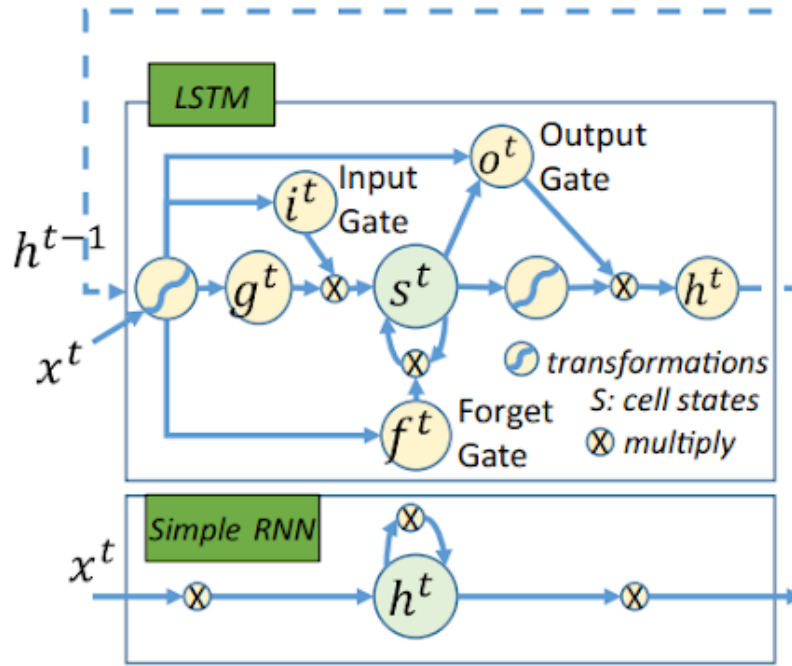 LSTM
o^t Output
Gate
i^t Input
Gate
h^{t−1}
g^t
X
s^t
X
h^t
x^t
X
transformations
S: cell states
f^t Forget
Gate
X multiply
Simple RNN
X
x^t
X
h^t
X